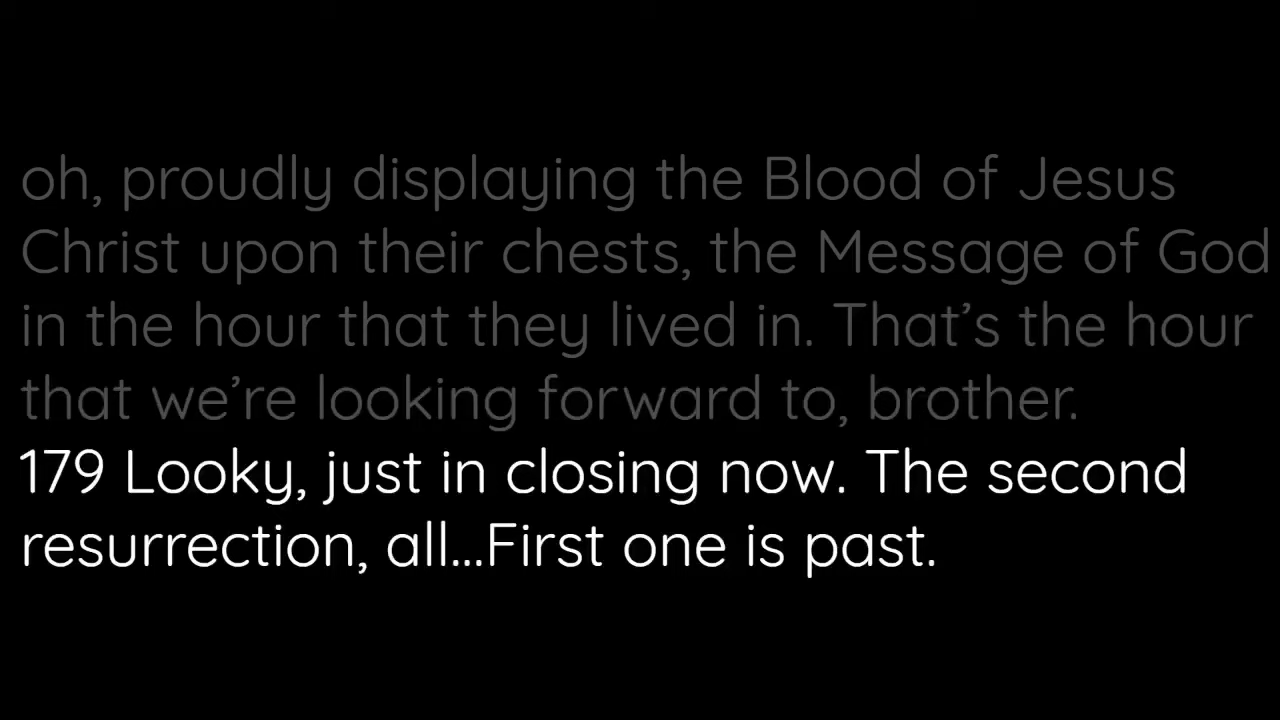 oh, proudly displaying the Blood of Jesus
Christ upon their chests, the Message of God
in the hour that they lived in. That’s the hour
that we’re looking forward to, brother.
179 Looky, just in closing now. The second
resurrection, all...First one is past.